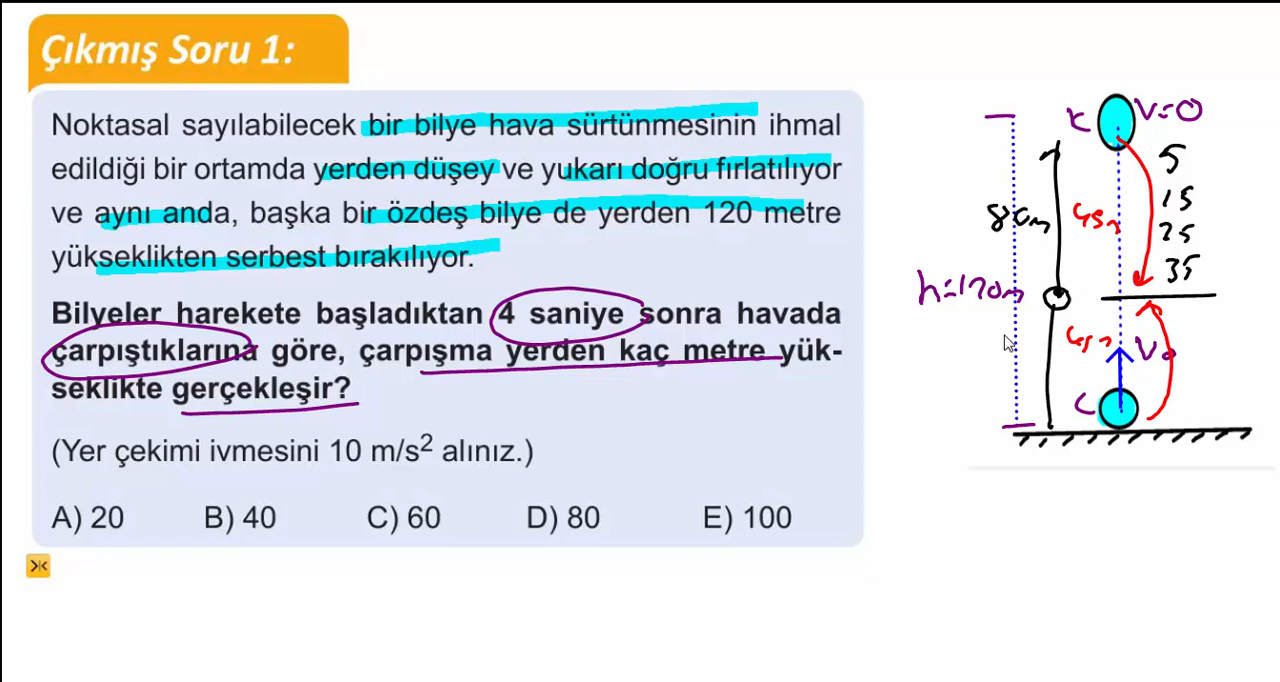 Çıkmış Soru 1:
Noktasal sayılabilecek bir bilye hava sürtünmesinin ihmal
edildiği bir ortamda yerden düşey ve yukarı doğru fırlatılıyor
ve aynı anda, başka bir özdeş bilye de yerden 120 metre
yükseklikten serbest bırakılıyor.
Bilyeler harekete başladıktan 4 saniye sonra havada
çarpıştıklarına göre, çarpışma yerden kaç metre yük-
seklikte gerçekleşir?
(Yer çekimi ivmesini 10 m/s² alınız.)
A) 20 B) 40 C) 60 D) 80 E) 100
K V=0
5
15
25
35
80m
h=120m
V₀